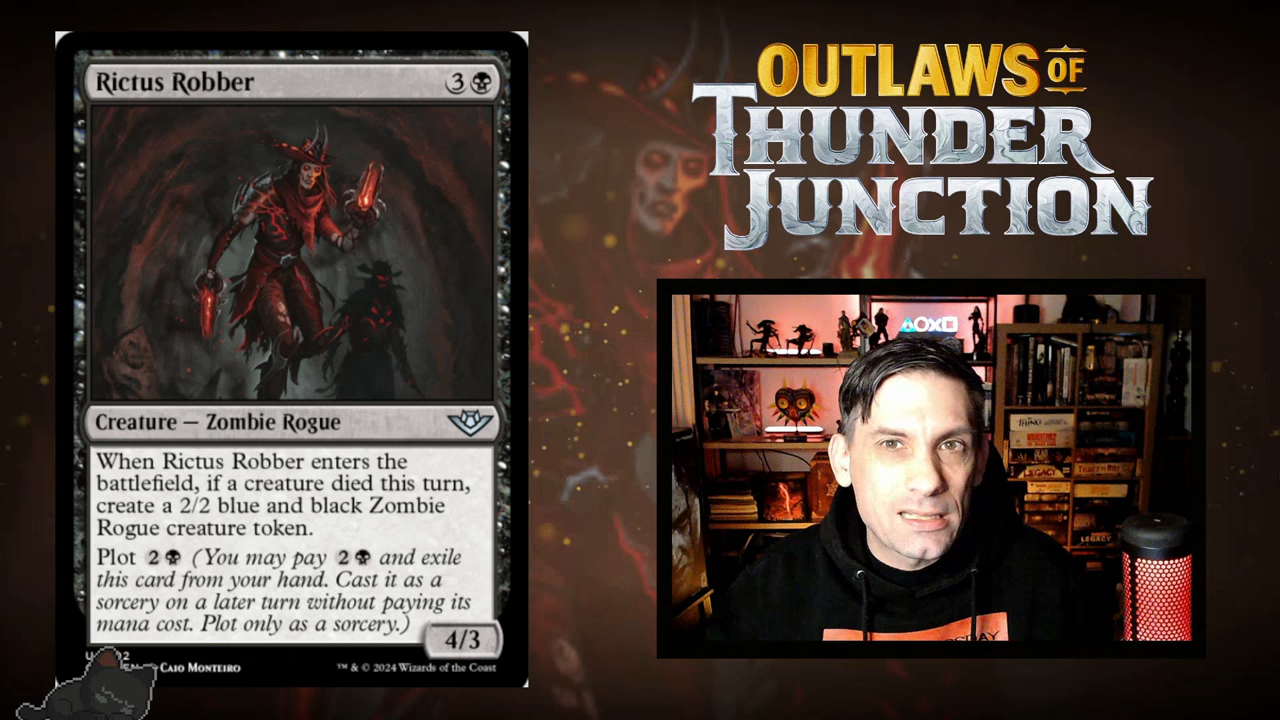 Rictus Robber 3
Creature — Zombie Rogue
When Rictus Robber enters the
battlefield, if a creature died this turn,
create a 2/2 blue and black Zombie
Rogue creature token.
Plot 2 (You may pay 2 and exile
this card from your hand. Cast it as a
sorcery on a later turn without paying its
mana cost. Plot only as a sorcery.)
4/3
Caio Monteiro
™ & © 2024 Wizards of the Coast
OUTLAWS OF
THUNDER
JUNCTION
LEGACY
LEGACY